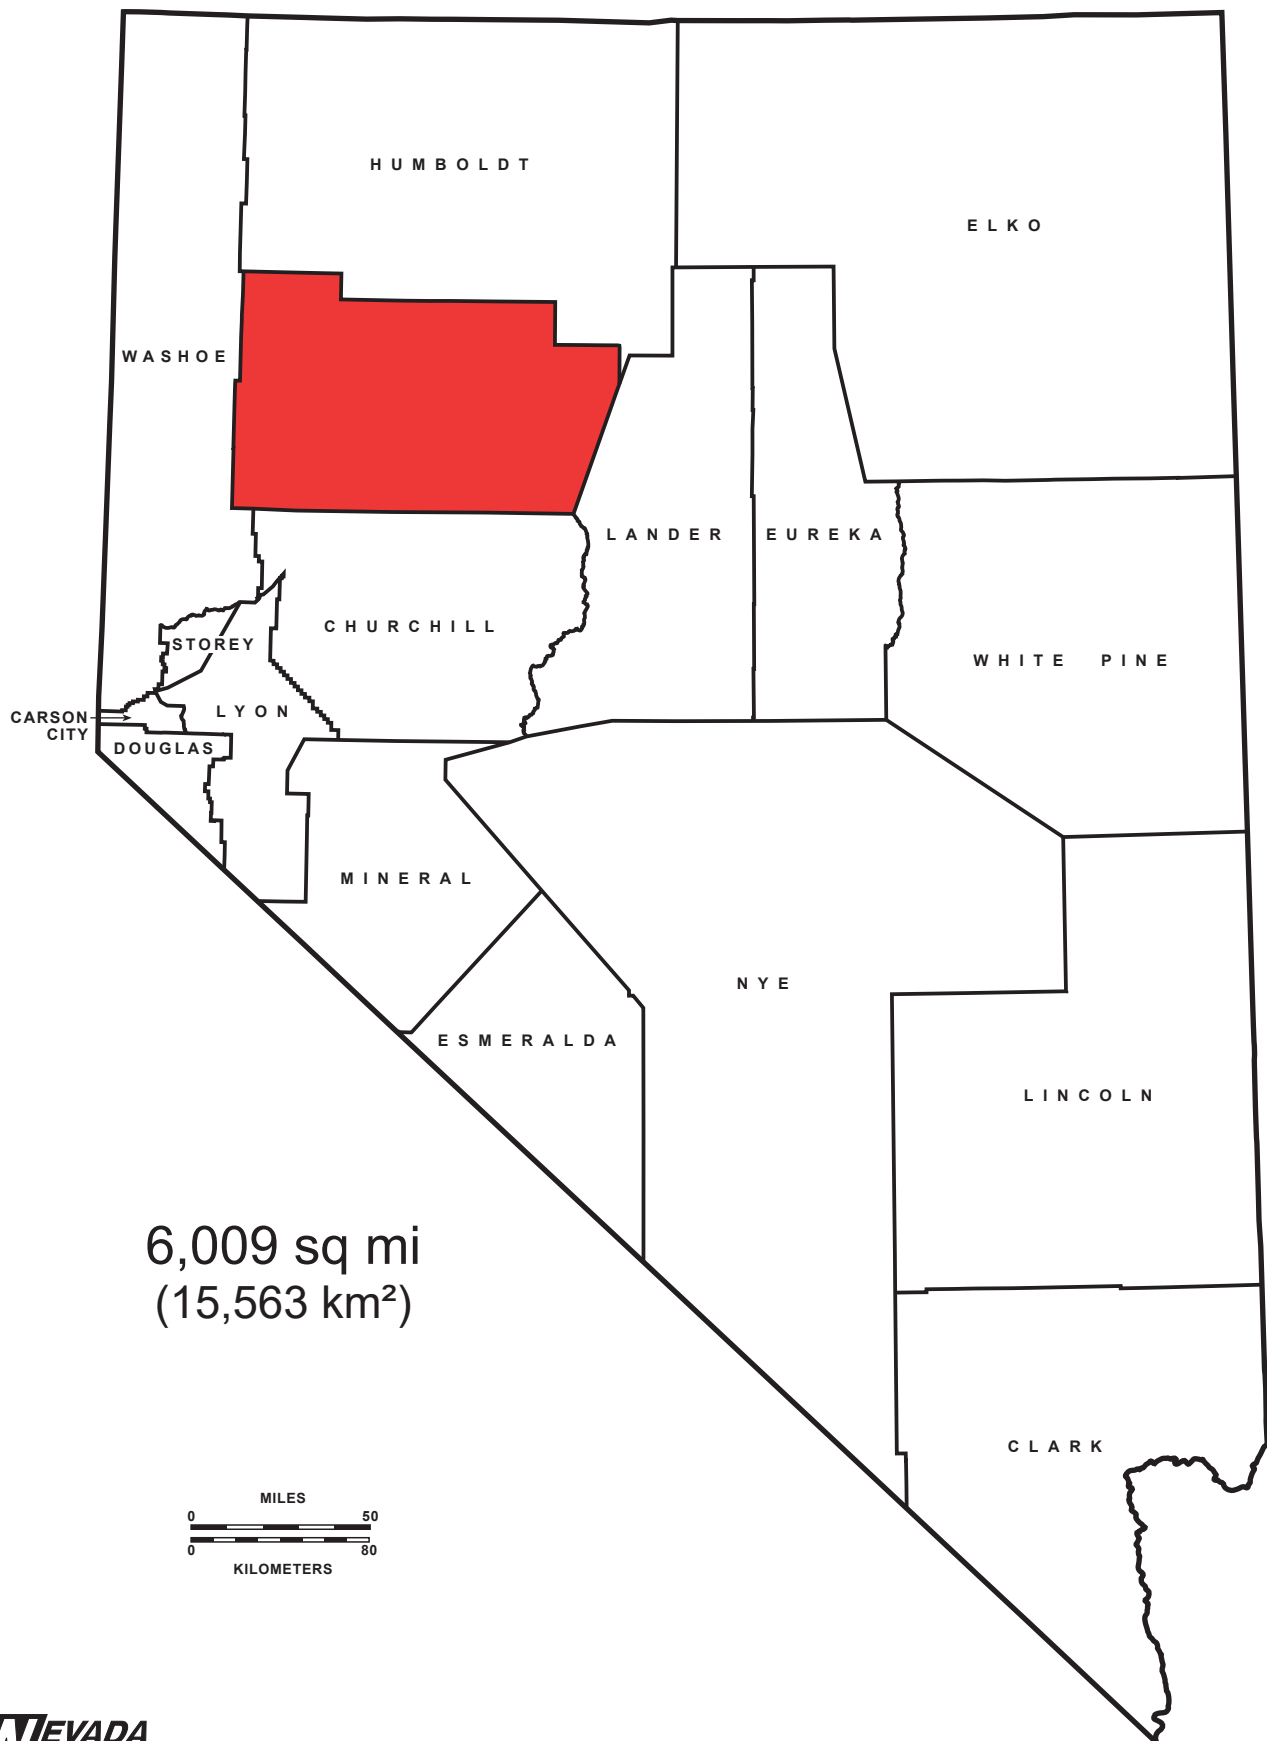 HUMBOLDT
ELKO
WASHOE
LANDER
EUREKA
CHURCHILL
STOREY
WHITE PINE
LYON
CARSON
CITY
DOUGLAS
MINERAL
NYE
ESMERALDA
LINCOLN
6,009 sq mi
(15,563 km²)
CLARK
MILES
0 50
0 80
KILOMETERS
NEVADA